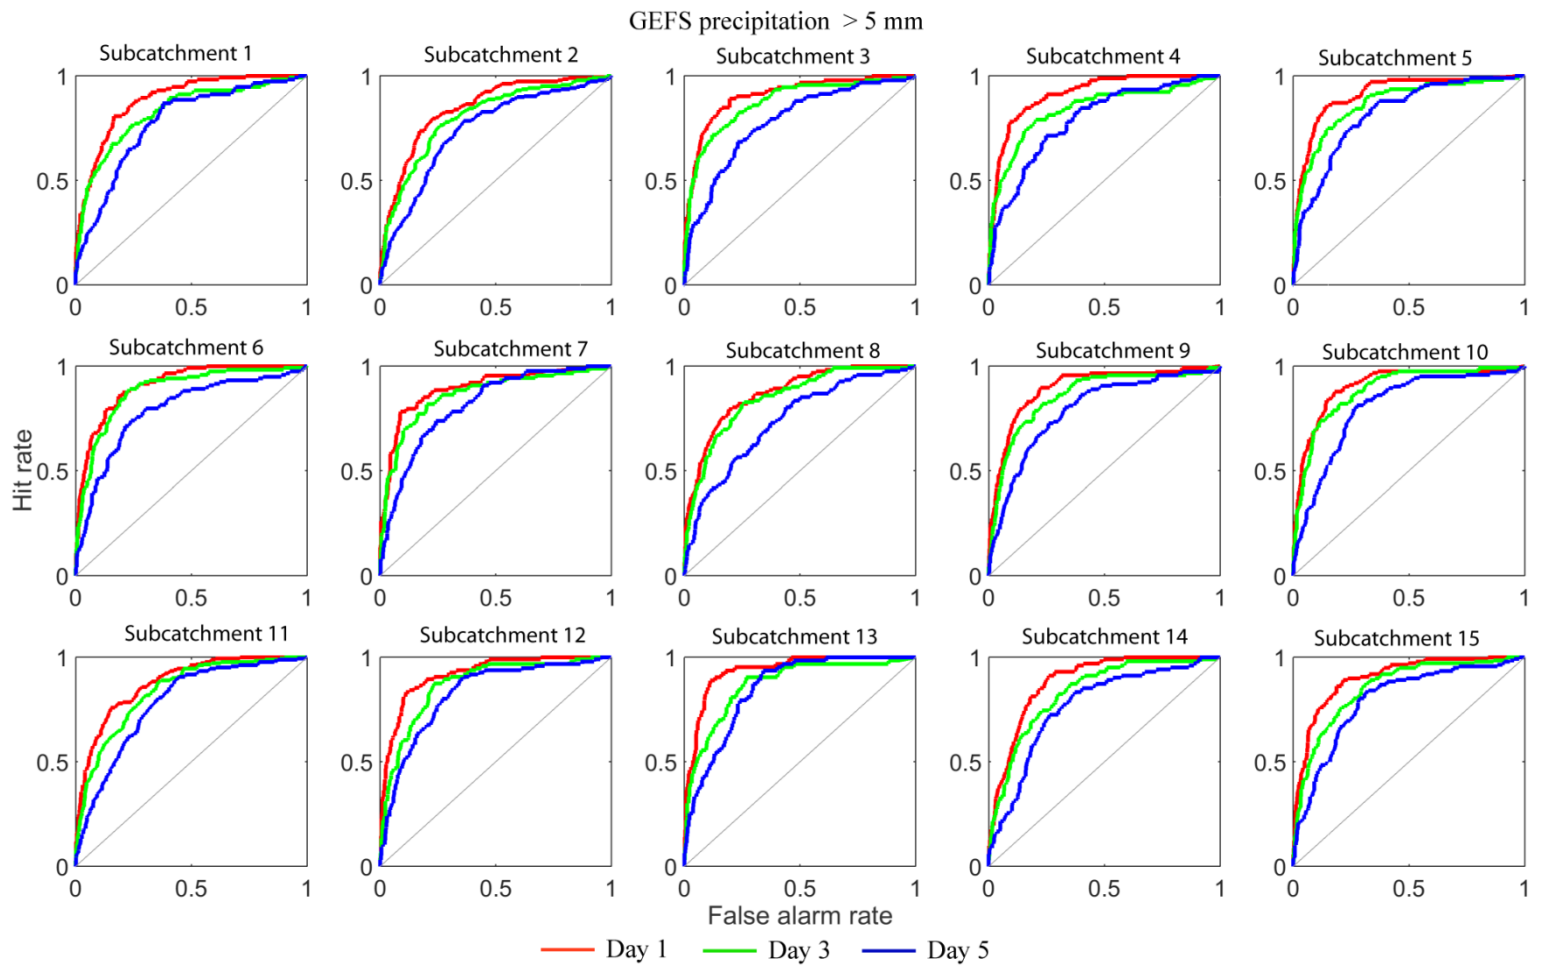 GEFS precipitation > 5 mm
Subcatchment 1 Subcatchment 2 Subcatchment 3 Subcatchment 4 Subcatchment 5
1 1 1 1 1
0.5 0.5 0.5 0.5 0.5
0 0 0 0 0
0 0.5 1 0 0.5 1 0 0.5 1 0 0.5 1 0 0.5 1
Subcatchment 6 Subcatchment 7 Subcatchment 8 Subcatchment 9 Subcatchment 10
1 1 1 1 1
Hit rate
0.5 0.5 0.5 0.5 0.5
0 0 0 0 0
0 0.5 1 0 0.5 1 0 0.5 1 0 0.5 1 0 0.5 1
Subcatchment 11 Subcatchment 12 Subcatchment 13 Subcatchment 14 Subcatchment 15
1 1 1 1 1
0.5 0.5 0.5 0.5 0.5
0 0 0 0 0
0 0.5 1 0 0.5 1 0 0.5 1 0 0.5 1 0 0.5 1
False alarm rate
Day 1 Day 3 Day 5